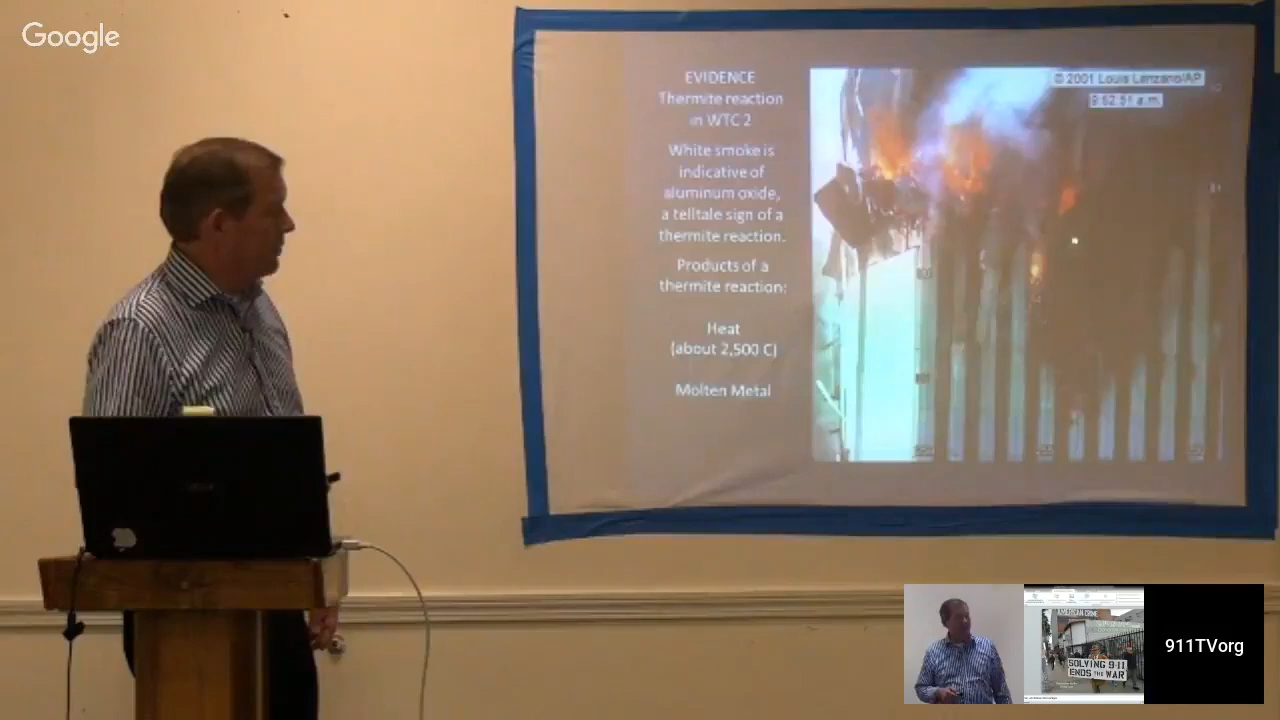 Google
EVIDENCE
Thermite reaction
in WTC 2
White smoke is
indicative of
aluminum oxide,
a telltale sign of a
thermite reaction.
Products of a
thermite reaction:
Heat
(about 2,500 C)
Molten Metal
© 2001 Louis Lanzano/AP
a.m.
SOLVING 9-11
ENDS THE WAR
911TVorg